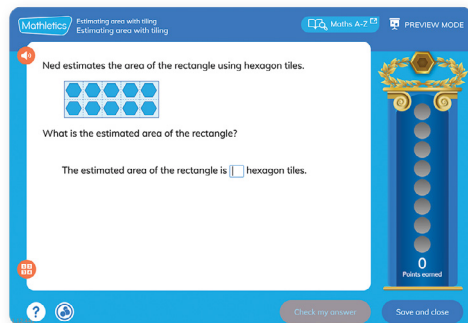 Mathletics
Estimating area with tiling
Estimating area with tiling
Maths A-Z
PREVIEW MODE
Ned estimates the area of the rectangle using hexagon tiles.
What is the estimated area of the rectangle?
The estimated area of the rectangle is hexagon tiles.
0
Points earned
?
Check my answer
Save and close